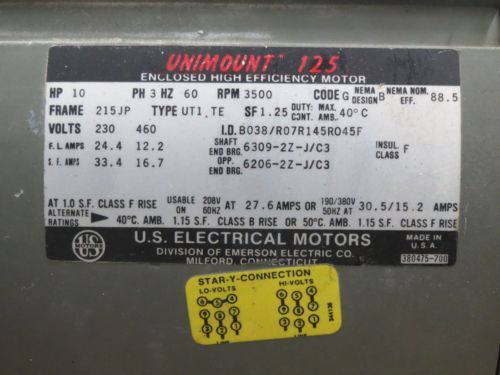 UNIMOUNT 125
ENCLOSED HIGH EFFICIENCY MOTOR
HP 10 PH 3 HZ 60 RPM 3500 CODE G NEMA DESIGN B NEMA NOM. EFF. 88.5
FRAME 215JP TYPE UT1,TE SF 1.25 DUTY: CONT. MAX. AMB. 40°C
VOLTS 230 460 I.D. B038/R07R145R045F
F.L. AMPS 24.4 12.2 SHAFT END BRG. 6309-2Z-J/C3 INSUL. CLASS F
S.F. AMPS 33.4 16.7 OPP. END BRG. 6206-2Z-J/C3
AT 1.0 S.F. CLASS F RISE USABLE ON 208V 60HZ AT 27.6 AMPS OR 190/380V 50HZ AT 30.5/15.2 AMPS
ALTERNATE RATINGS 40°C AMB. 1.15 S.F. CLASS B RISE OR 50°C AMB. 1.15 S.F. CLASS F RISE
US MOTORS
U.S. ELECTRICAL MOTORS
DIVISION OF EMERSON ELECTRIC CO.
MILFORD, CONNECTICUT
MADE IN U.S.A.
380475-700
STAR-Y-CONNECTION
LO-VOLTS HI-VOLTS